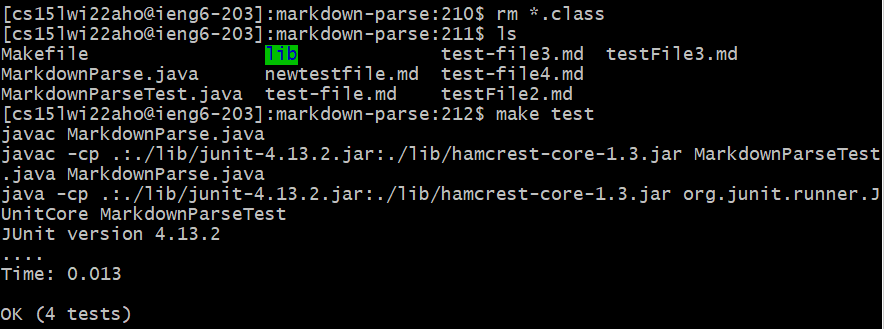 [cs15lwi22aho@ieng6-203]:markdown-parse:210$ rm *.class
[cs15lwi22aho@ieng6-203]:markdown-parse:211$ ls
Makefile                lib             test-file3.md  testFile3.md
MarkdownParse.java      newtestfile.md  test-file4.md
MarkdownParseTest.java  test-file.md    testFile2.md
[cs15lwi22aho@ieng6-203]:markdown-parse:212$ make test
javac MarkdownParse.java
javac -cp .:./lib/junit-4.13.2.jar:./lib/hamcrest-core-1.3.jar MarkdownParseTest
.java MarkdownParse.java
java -cp .:./lib/junit-4.13.2.jar:./lib/hamcrest-core-1.3.jar org.junit.runner.J
UnitCore MarkdownParseTest
JUnit version 4.13.2
....
Time: 0.013
OK (4 tests)